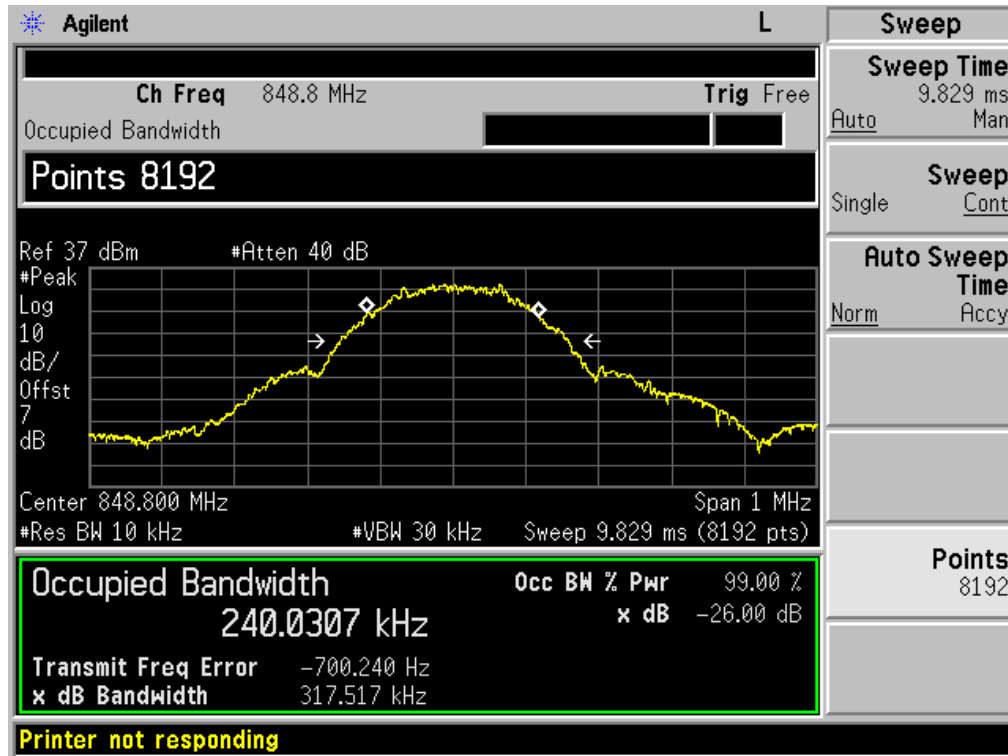 Agilent
L
Sweep
Ch Freq 848.8 MHz Trig Free
Occupied Bandwidth
Points 8192
Ref 37 dBm #Atten 40 dB
#Peak
Log
10
dB/
Offst
7
dB
Center 848.800 MHz Span 1 MHz
#Res BW 10 kHz #VBW 30 kHz Sweep 9.829 ms (8192 pts)
Occupied Bandwidth
240.0307 kHz
Occ BW % Pwr 99.00 %
x dB -26.00 dB
Transmit Freq Error -700.240 Hz
x dB Bandwidth 317.517 kHz
Printer not responding
Sweep Time
9.829 ms
Auto Man
Sweep
Single Cont
Auto Sweep
Time
Norm Accy
Points
8192